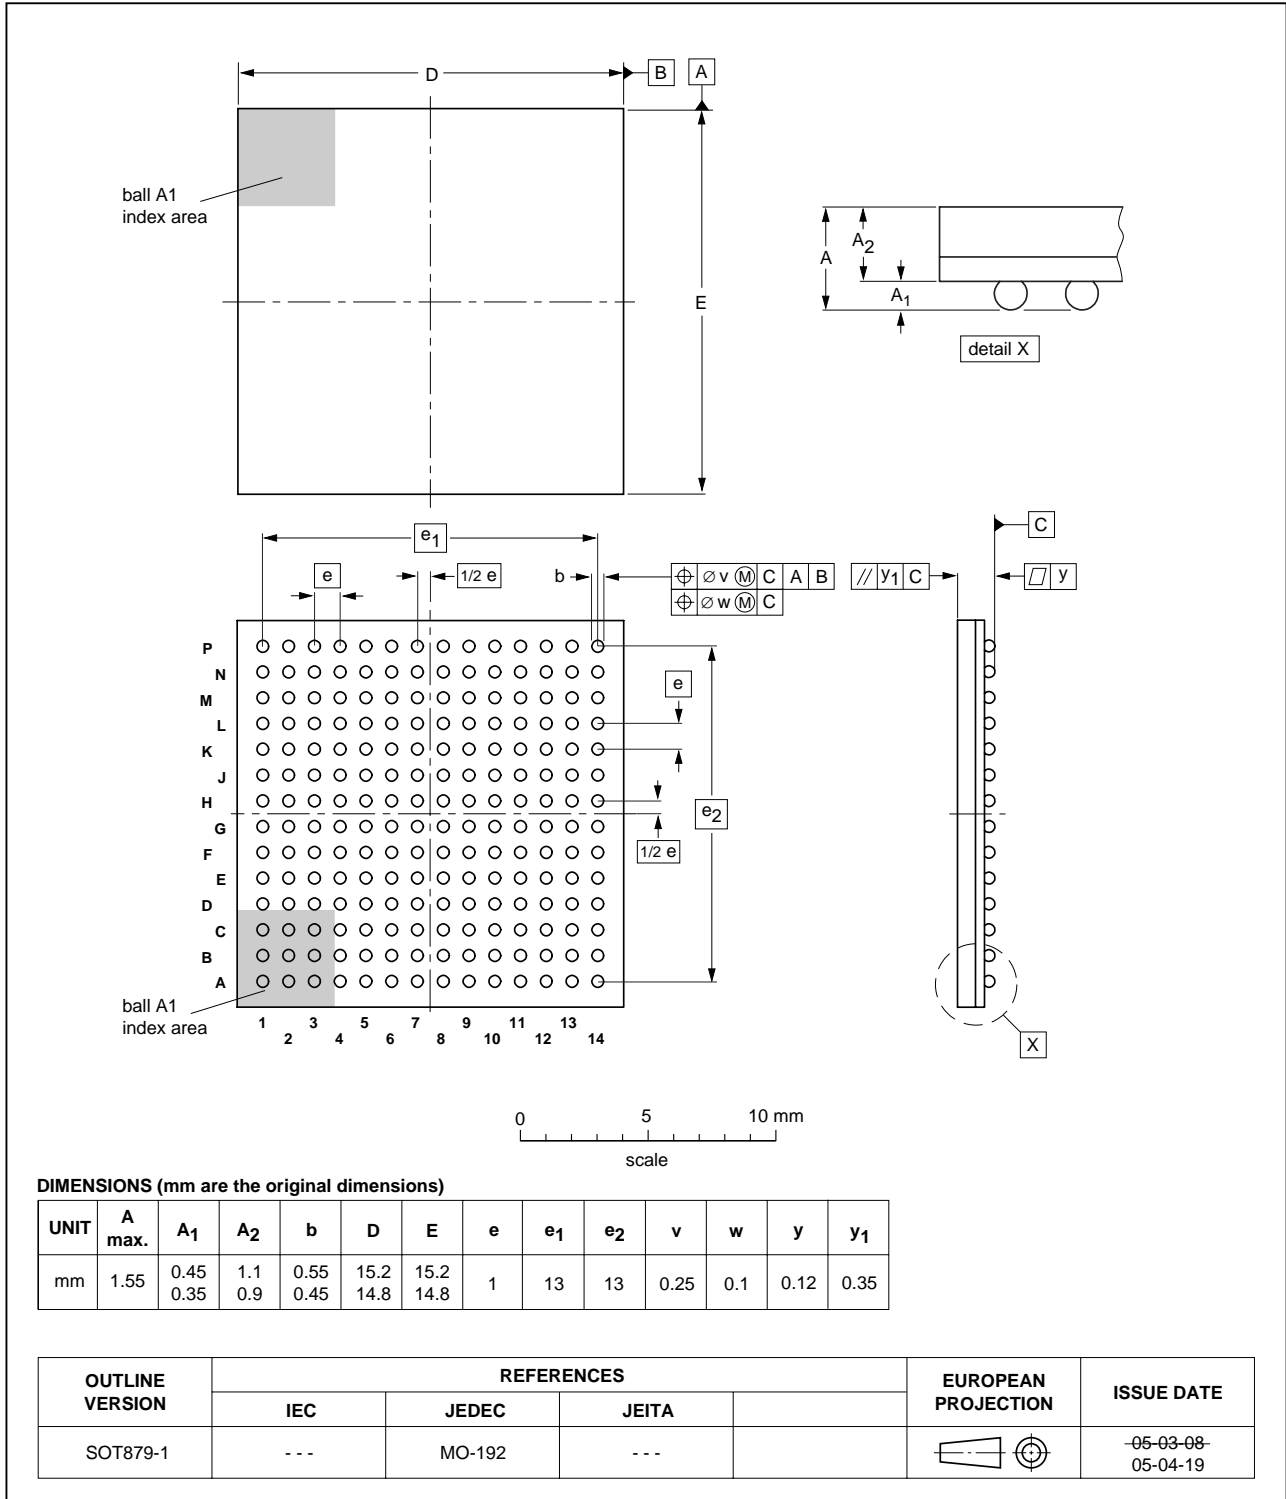 D
B
A
ball A1
index area
E
A
A2
A1
detail X
e1
e
1/2 e
b
⌀ v Ⓜ C A B
⌀ w Ⓜ C
// y1 C
C
y
P
N
M
L
K
J
H
G
F
E
D
C
B
A
e
e2
1/2 e
ball A1
index area
1 3 5 7 9 11 13
2 4 6 8 10 12 14
X
0 5 10 mm
scale
DIMENSIONS (mm are the original dimensions)
UNIT A max. A1 A2 b D E e e1 e2 v w y y1
mm 1.55 0.45 0.35 1.1 0.9 0.55 0.45 15.2 14.8 15.2 14.8 1 13 13 0.25 0.1 0.12 0.35
OUTLINE VERSION REFERENCES EUROPEAN PROJECTION ISSUE DATE
IEC JEDEC JEITA
SOT879-1 - - - MO-192 - - - 05-03-08
05-04-19